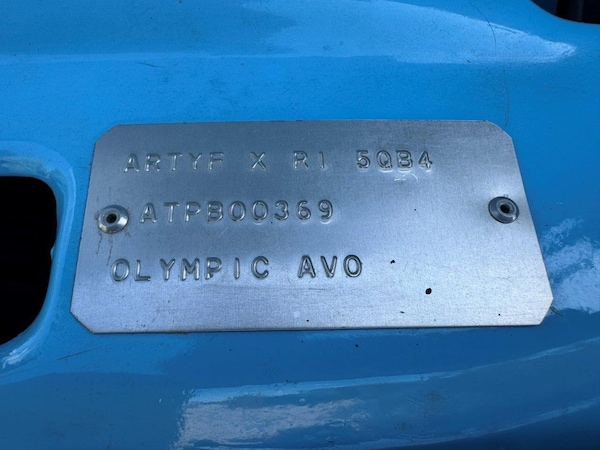 ARTYF X R1 5QB4
ATPB00369
OLYMPIC AVO